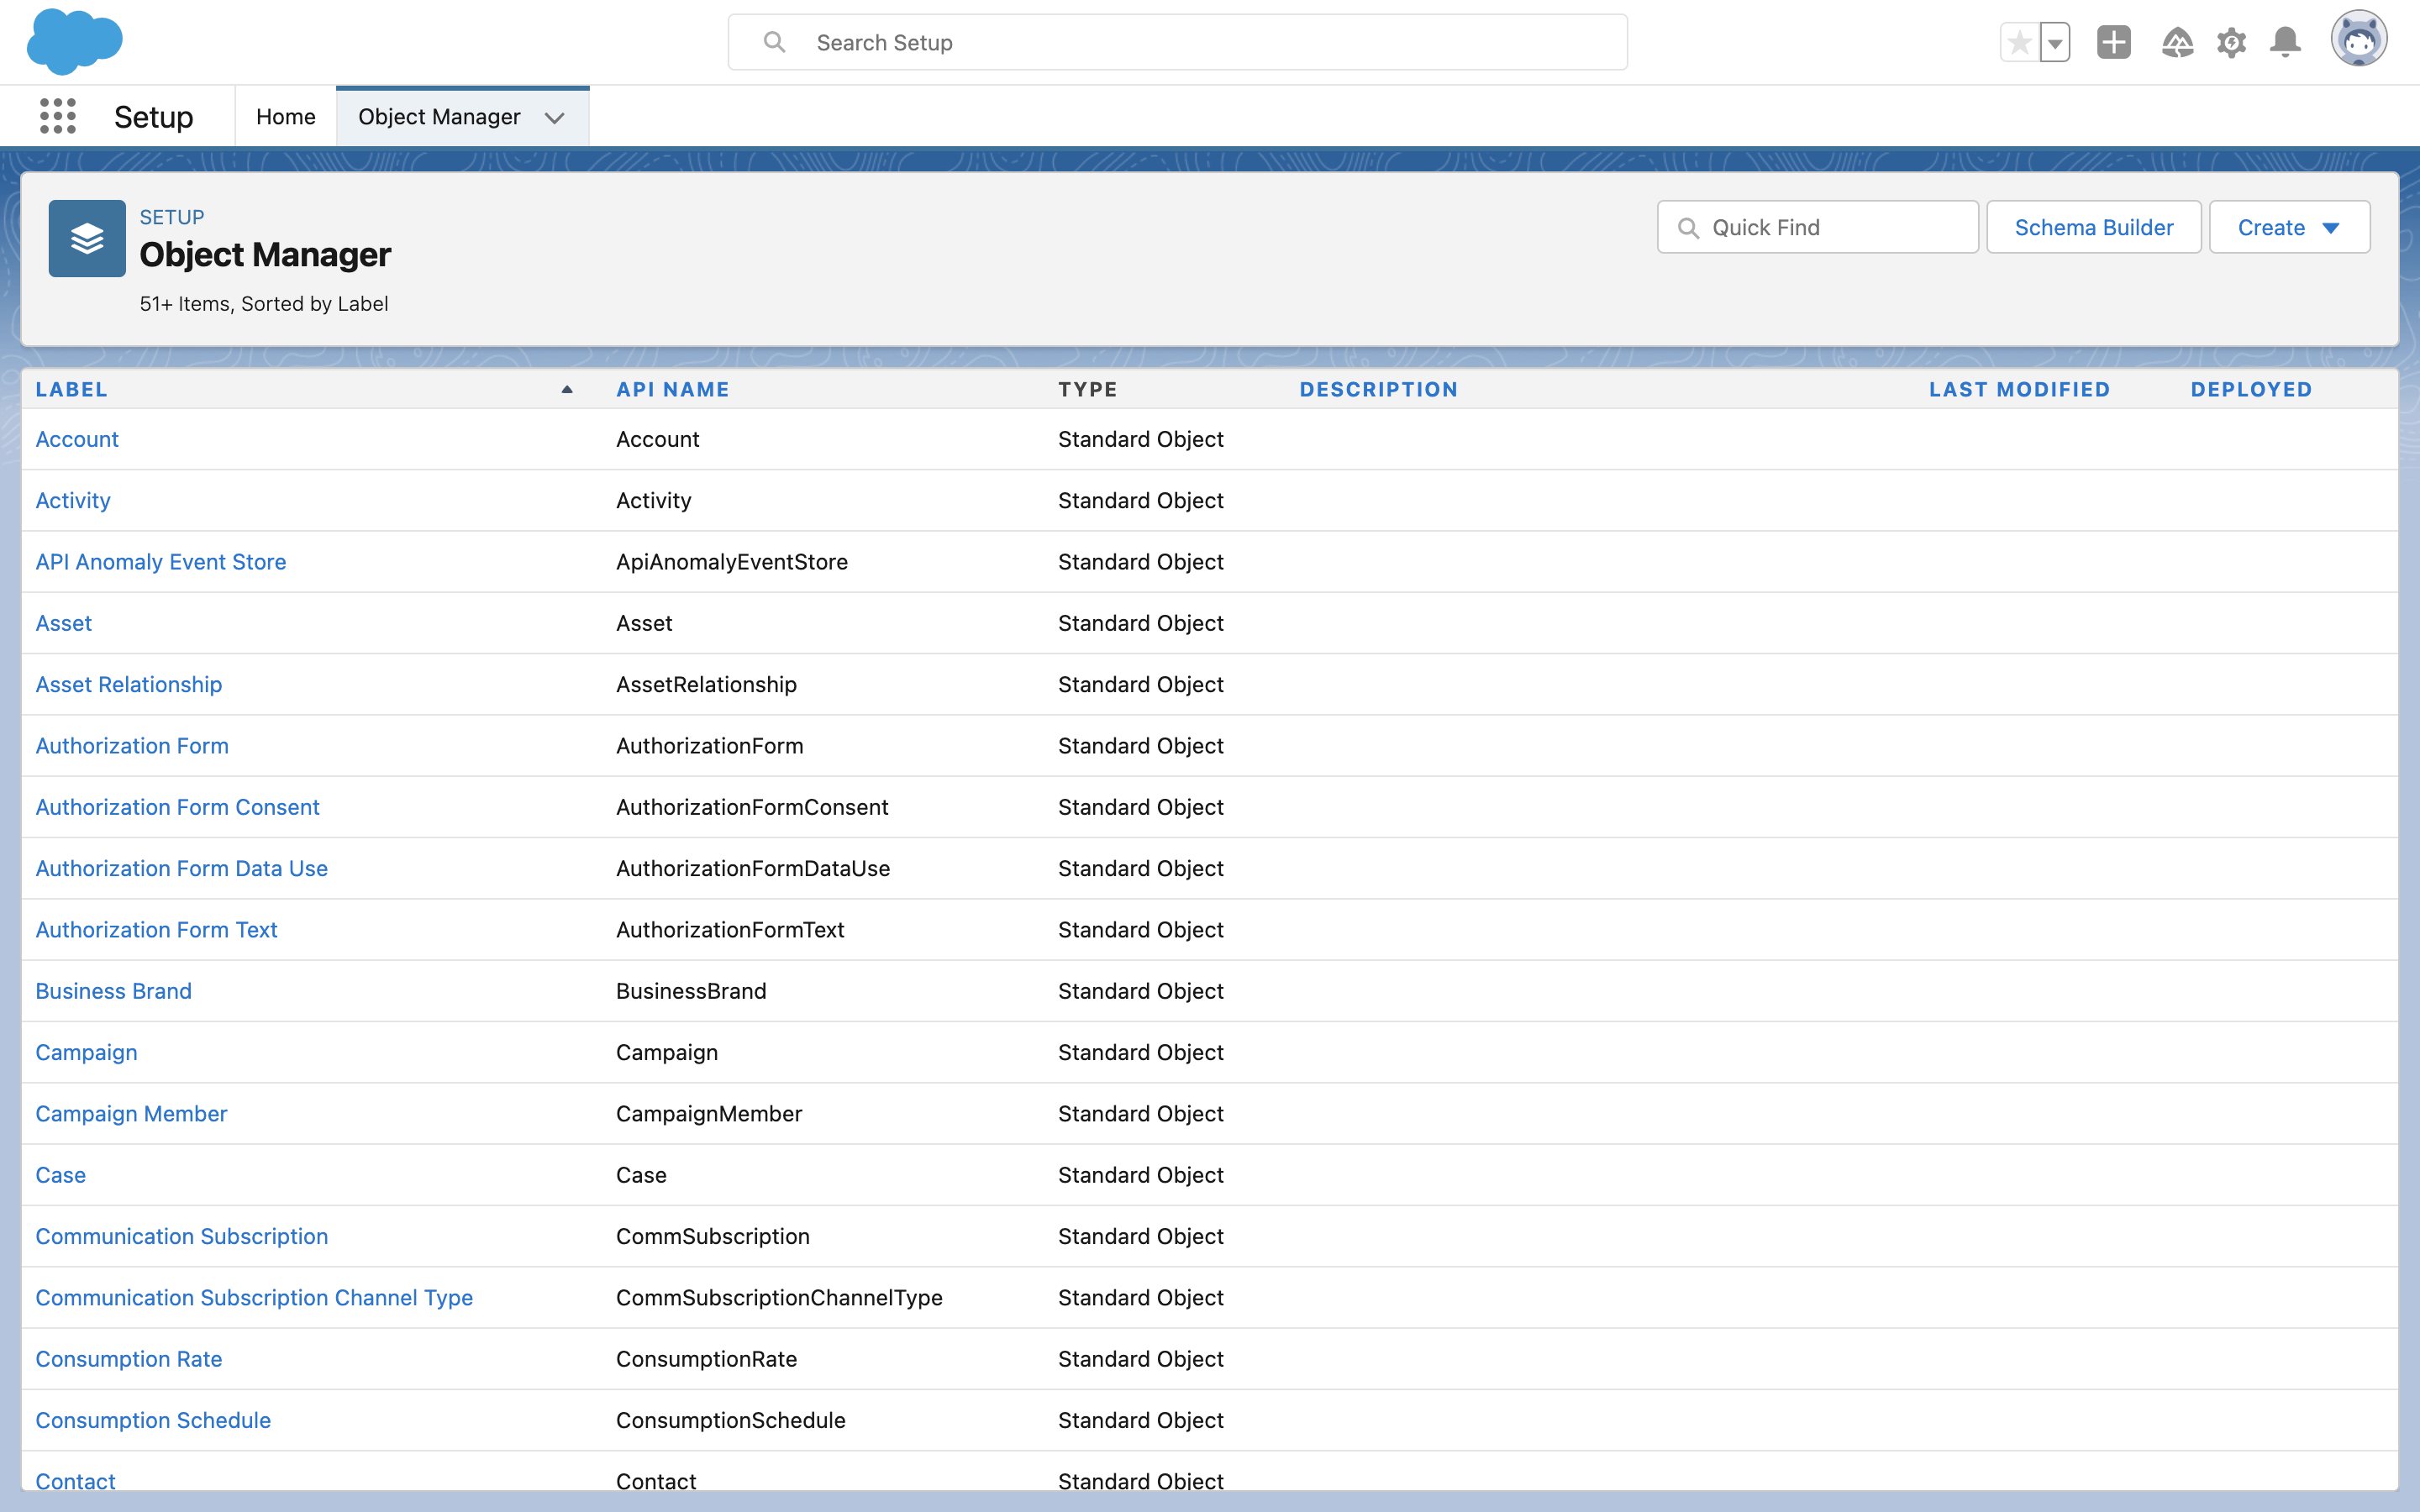 Search Setup
Setup
Home
Object Manager
SETUP
Object Manager
51+ Items, Sorted by Label
Quick Find
Schema Builder
Create
LABEL API NAME TYPE DESCRIPTION LAST MODIFIED DEPLOYED
Account Account Standard Object
Activity Activity Standard Object
API Anomaly Event Store ApiAnomalyEventStore Standard Object
Asset Asset Standard Object
Asset Relationship AssetRelationship Standard Object
Authorization Form AuthorizationForm Standard Object
Authorization Form Consent AuthorizationFormConsent Standard Object
Authorization Form Data Use AuthorizationFormDataUse Standard Object
Authorization Form Text AuthorizationFormText Standard Object
Business Brand BusinessBrand Standard Object
Campaign Campaign Standard Object
Campaign Member CampaignMember Standard Object
Case Case Standard Object
Communication Subscription CommSubscription Standard Object
Communication Subscription Channel Type CommSubscriptionChannelType Standard Object
Consumption Rate ConsumptionRate Standard Object
Consumption Schedule ConsumptionSchedule Standard Object
Contact Contact Standard Object